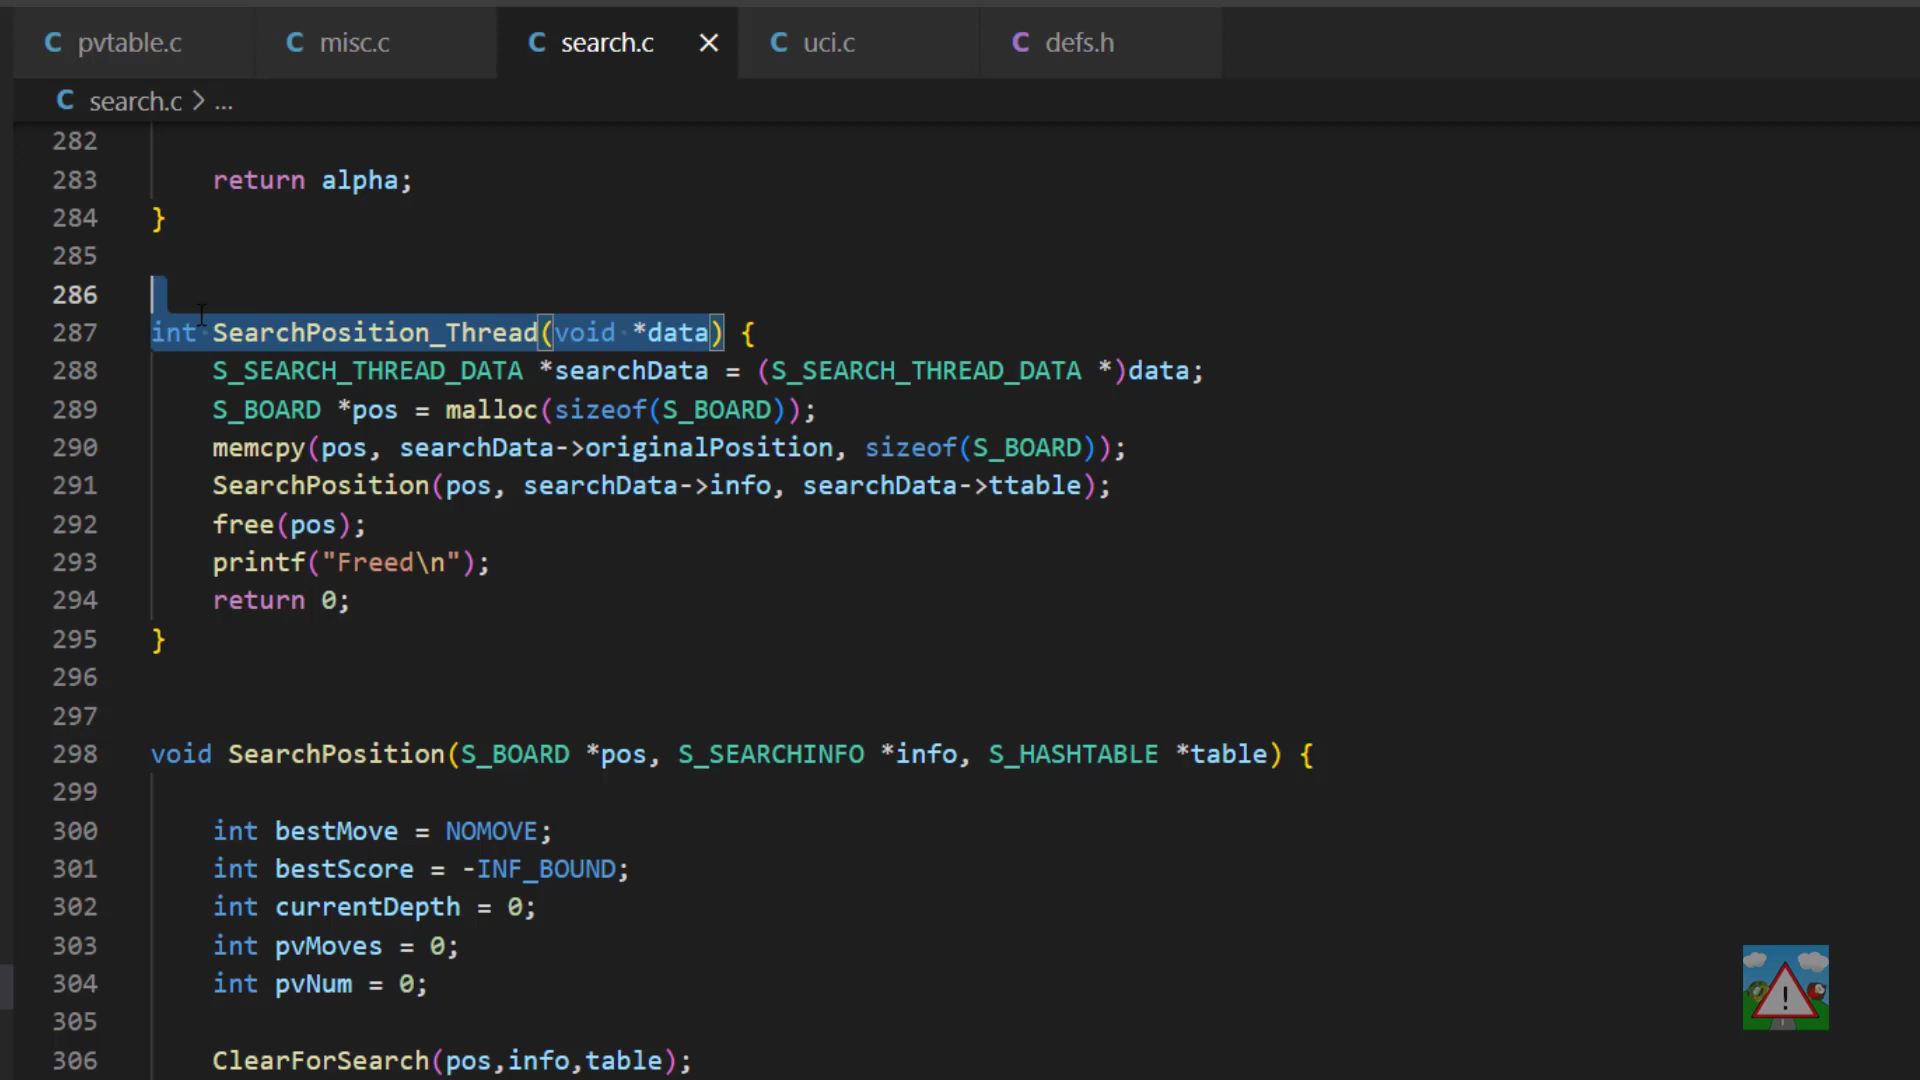 pvtable.c misc.c search.c uci.c defs.h
search.c > ...
282
283 return alpha;
284 }
285
286
287 int SearchPosition_Thread(void *data) {
288 S_SEARCH_THREAD_DATA *searchData = (S_SEARCH_THREAD_DATA *)data;
289 S_BOARD *pos = malloc(sizeof(S_BOARD));
290 memcpy(pos, searchData->originalPosition, sizeof(S_BOARD));
291 SearchPosition(pos, searchData->info, searchData->ttable);
292 free(pos);
293 printf("Freed\n");
294 return 0;
295 }
296
297
298 void SearchPosition(S_BOARD *pos, S_SEARCHINFO *info, S_HASHTABLE *table) {
299
300 int bestMove = NOMOVE;
301 int bestScore = -INF_BOUND;
302 int currentDepth = 0;
303 int pvMoves = 0;
304 int pvNum = 0;
305
306 ClearForSearch(pos,info,table);